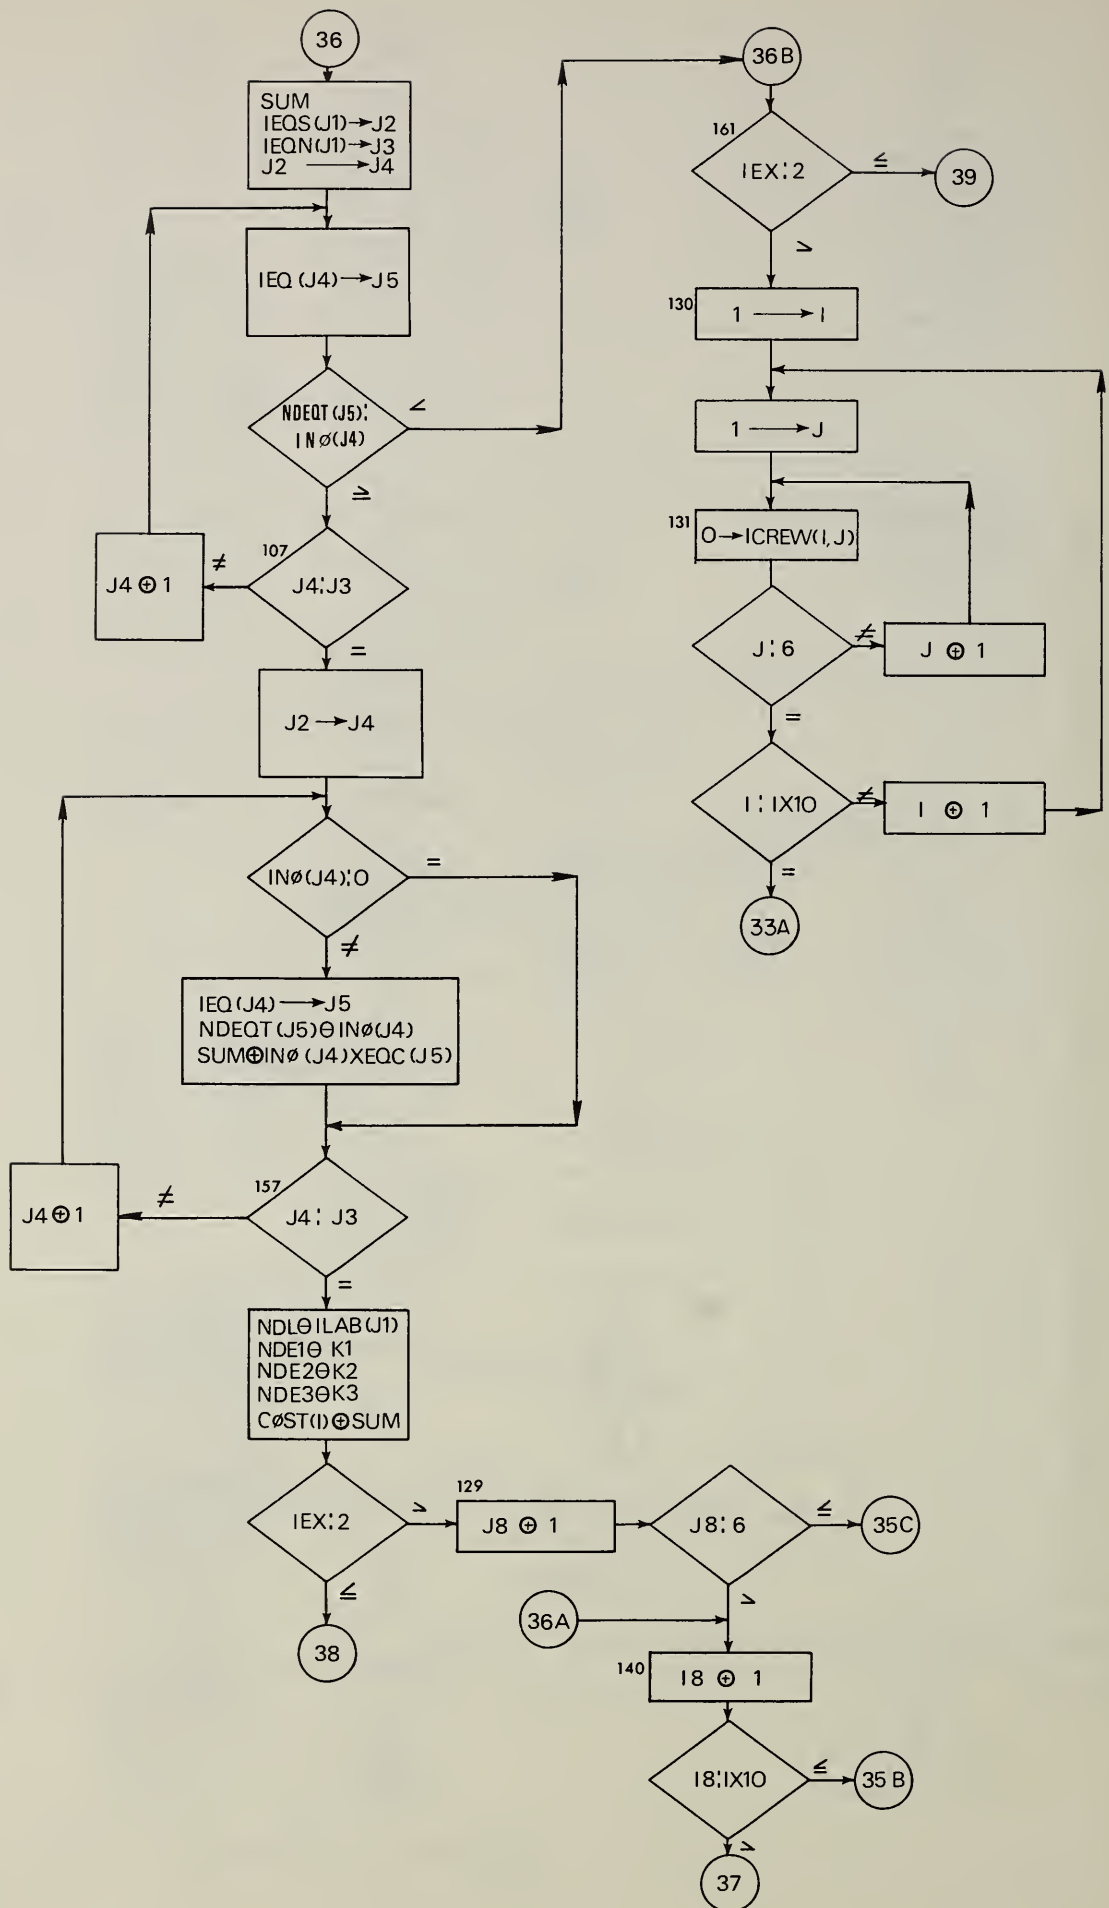 36
SUM
IEQS(J1)→J2
IEQN(J1)→J3
J2 → J4
IEQ(J4)→J5
NDEQT(J5):
INø(J4)
<
≥
107
J4:J3
≠
J4⊕1
=
J2→J4
INø(J4):0
=
≠
IEQ(J4)→J5
NDEQT(J5)⊖INø(J4)
SUM⊕INø(J4)XEQC(J5)
157
J4:J3
≠
J4⊕1
=
NDL⊖ILAB(J1)
NDE1⊖K1
NDE2⊖K2
NDE3⊖K3
CøST(I)⊕SUM
IEX:2
>
≤
38
129
J8⊕1
J8:6
≤
35C
>
36A
140
I8⊕1
I8:IX10
≤
35B
>
37
36B
161
IEX:2
≤
39
>
130
1→I
1→J
131
0→ICREW(I,J)
J:6
≠
J⊕1
=
I:IX10
≠
I⊕1
=
33A